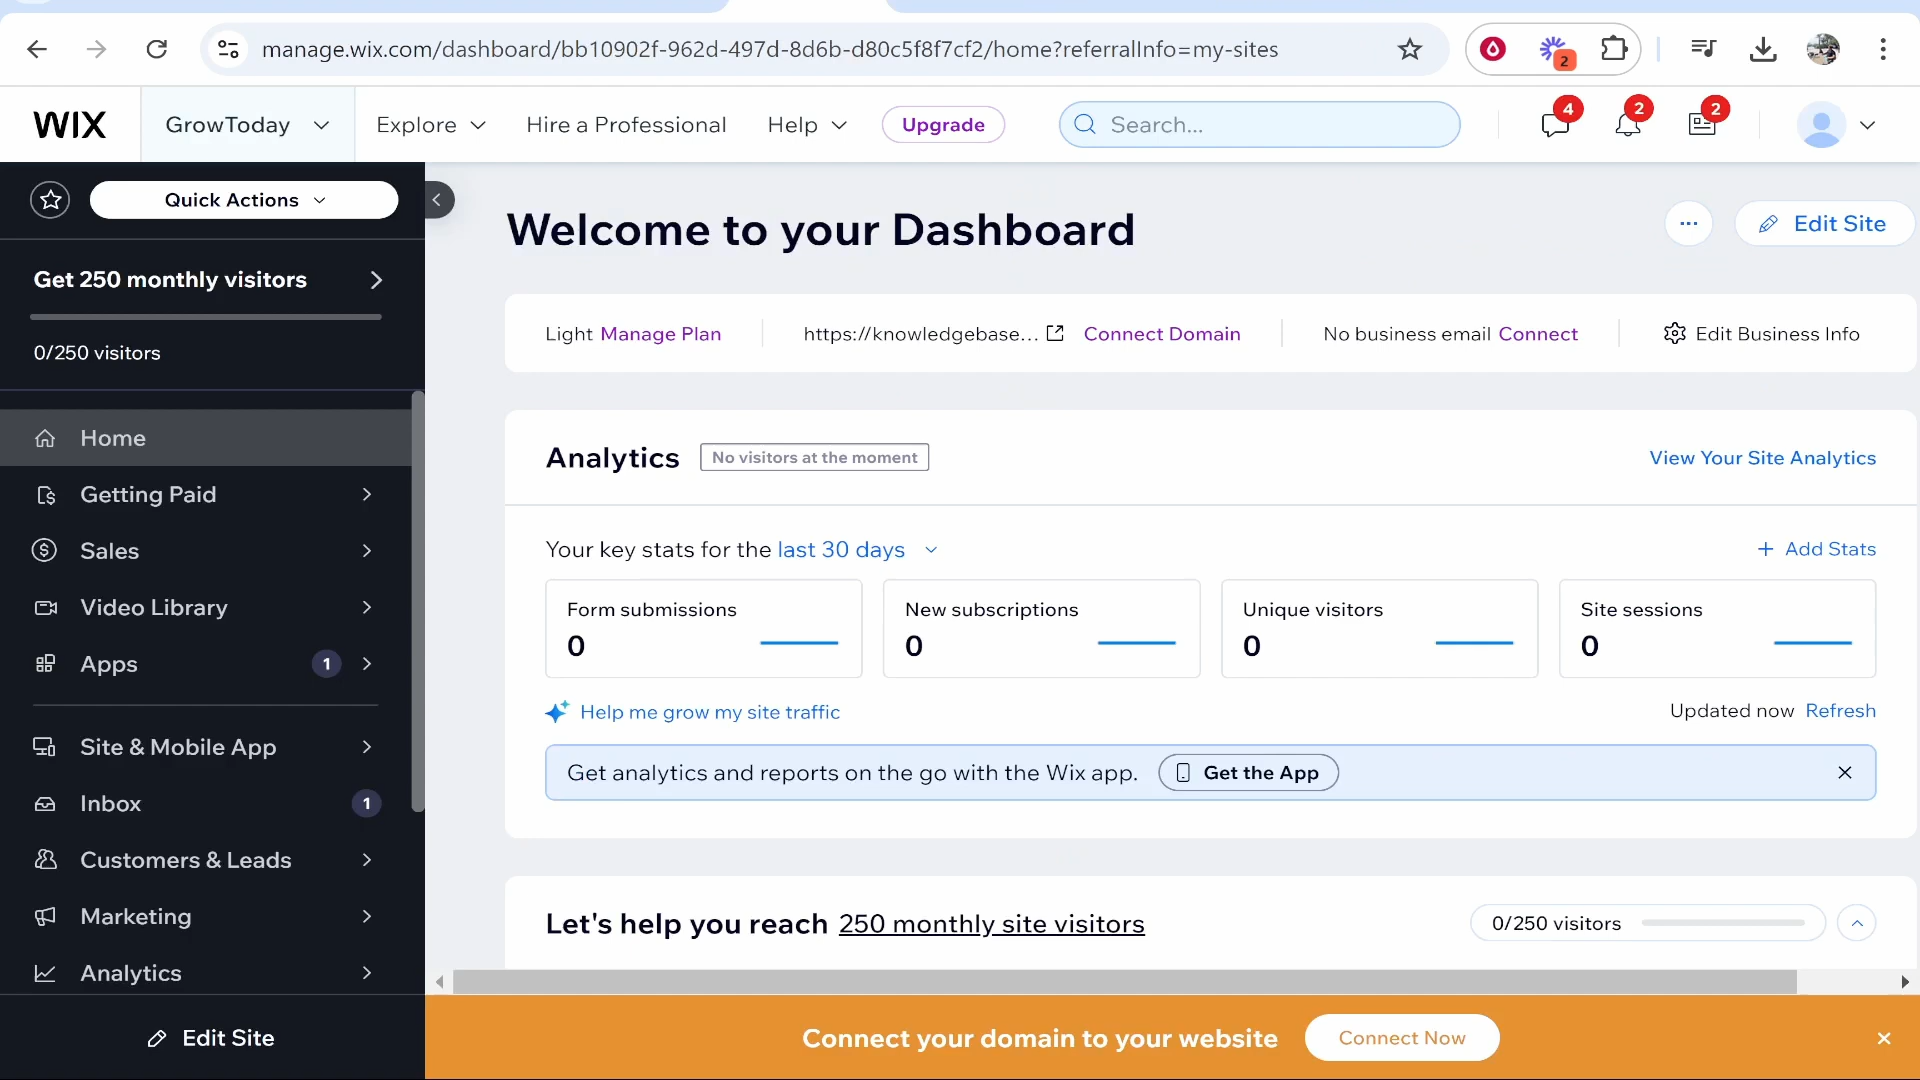 manage.wix.com/dashboard/bb10902f-962d-497d-8d6b-d80c5f8f7cf2/home?referralInfo=my-sites
2
WIX
GrowToday
Explore
Hire a Professional
Help
Upgrade
Search...
4
2
2
Quick Actions
Get 250 monthly visitors
0/250 visitors
Home
Getting Paid
Sales
Video Library
Apps
1
Site & Mobile App
Inbox
1
Customers & Leads
Marketing
Analytics
Edit Site
Welcome to your Dashboard
Edit Site
Light Manage Plan
https://knowledgebase...
Connect Domain
No business email Connect
Edit Business Info
Analytics
No visitors at the moment
View Your Site Analytics
Your key stats for the last 30 days
+ Add Stats
Form submissions
0
New subscriptions
0
Unique visitors
0
Site sessions
0
Help me grow my site traffic
Updated now Refresh
Get analytics and reports on the go with the Wix app.
Get the App
Let's help you reach 250 monthly site visitors
0/250 visitors
Connect your domain to your website
Connect Now